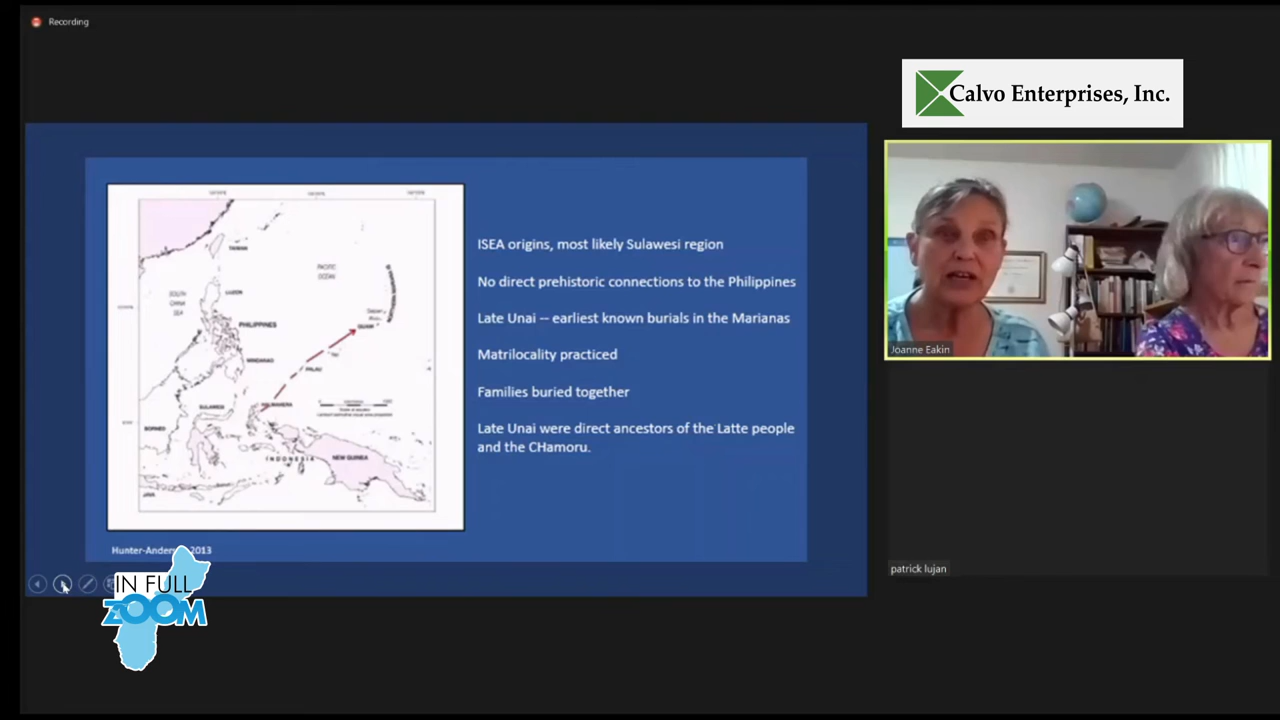 Recording
Calvo Enterprises, Inc.
TAIWAN
PACIFIC
OCEAN
SOUTH
CHINA
SEA
LUZON
PHILIPPINES
GUAM
MINDANAO
PALAU
SULAWESI
BORNEO
NEW GUINEA
INDONESIA
JAVA
ISEA origins, most likely Sulawesi region
No direct prehistoric connections to the Philippines
Late Unai -- earliest known burials in the Marianas
Matrilocality practiced
Families buried together
Late Unai were direct ancestors of the Latte people
and the CHamoru.
2013
IN FULL
ZOOM
Joanne Eakin
patrick lujan